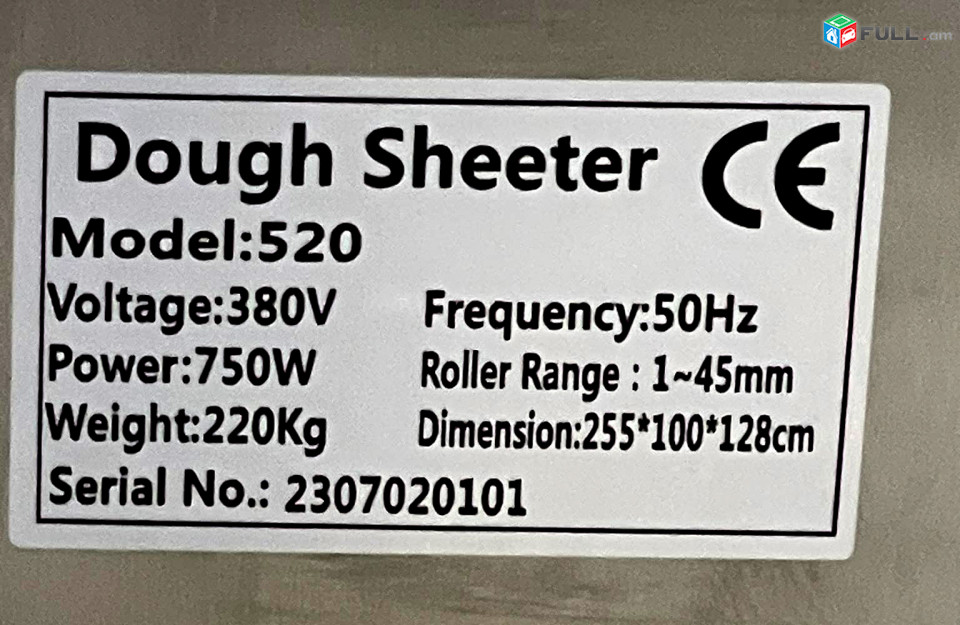 FULL.am
Dough Sheeter CE
Model:520
Voltage:380V Frequency:50Hz
Power:750W Roller Range : 1~45mm
Weight:220Kg Dimension:255*100*128cm
Serial No.: 2307020101